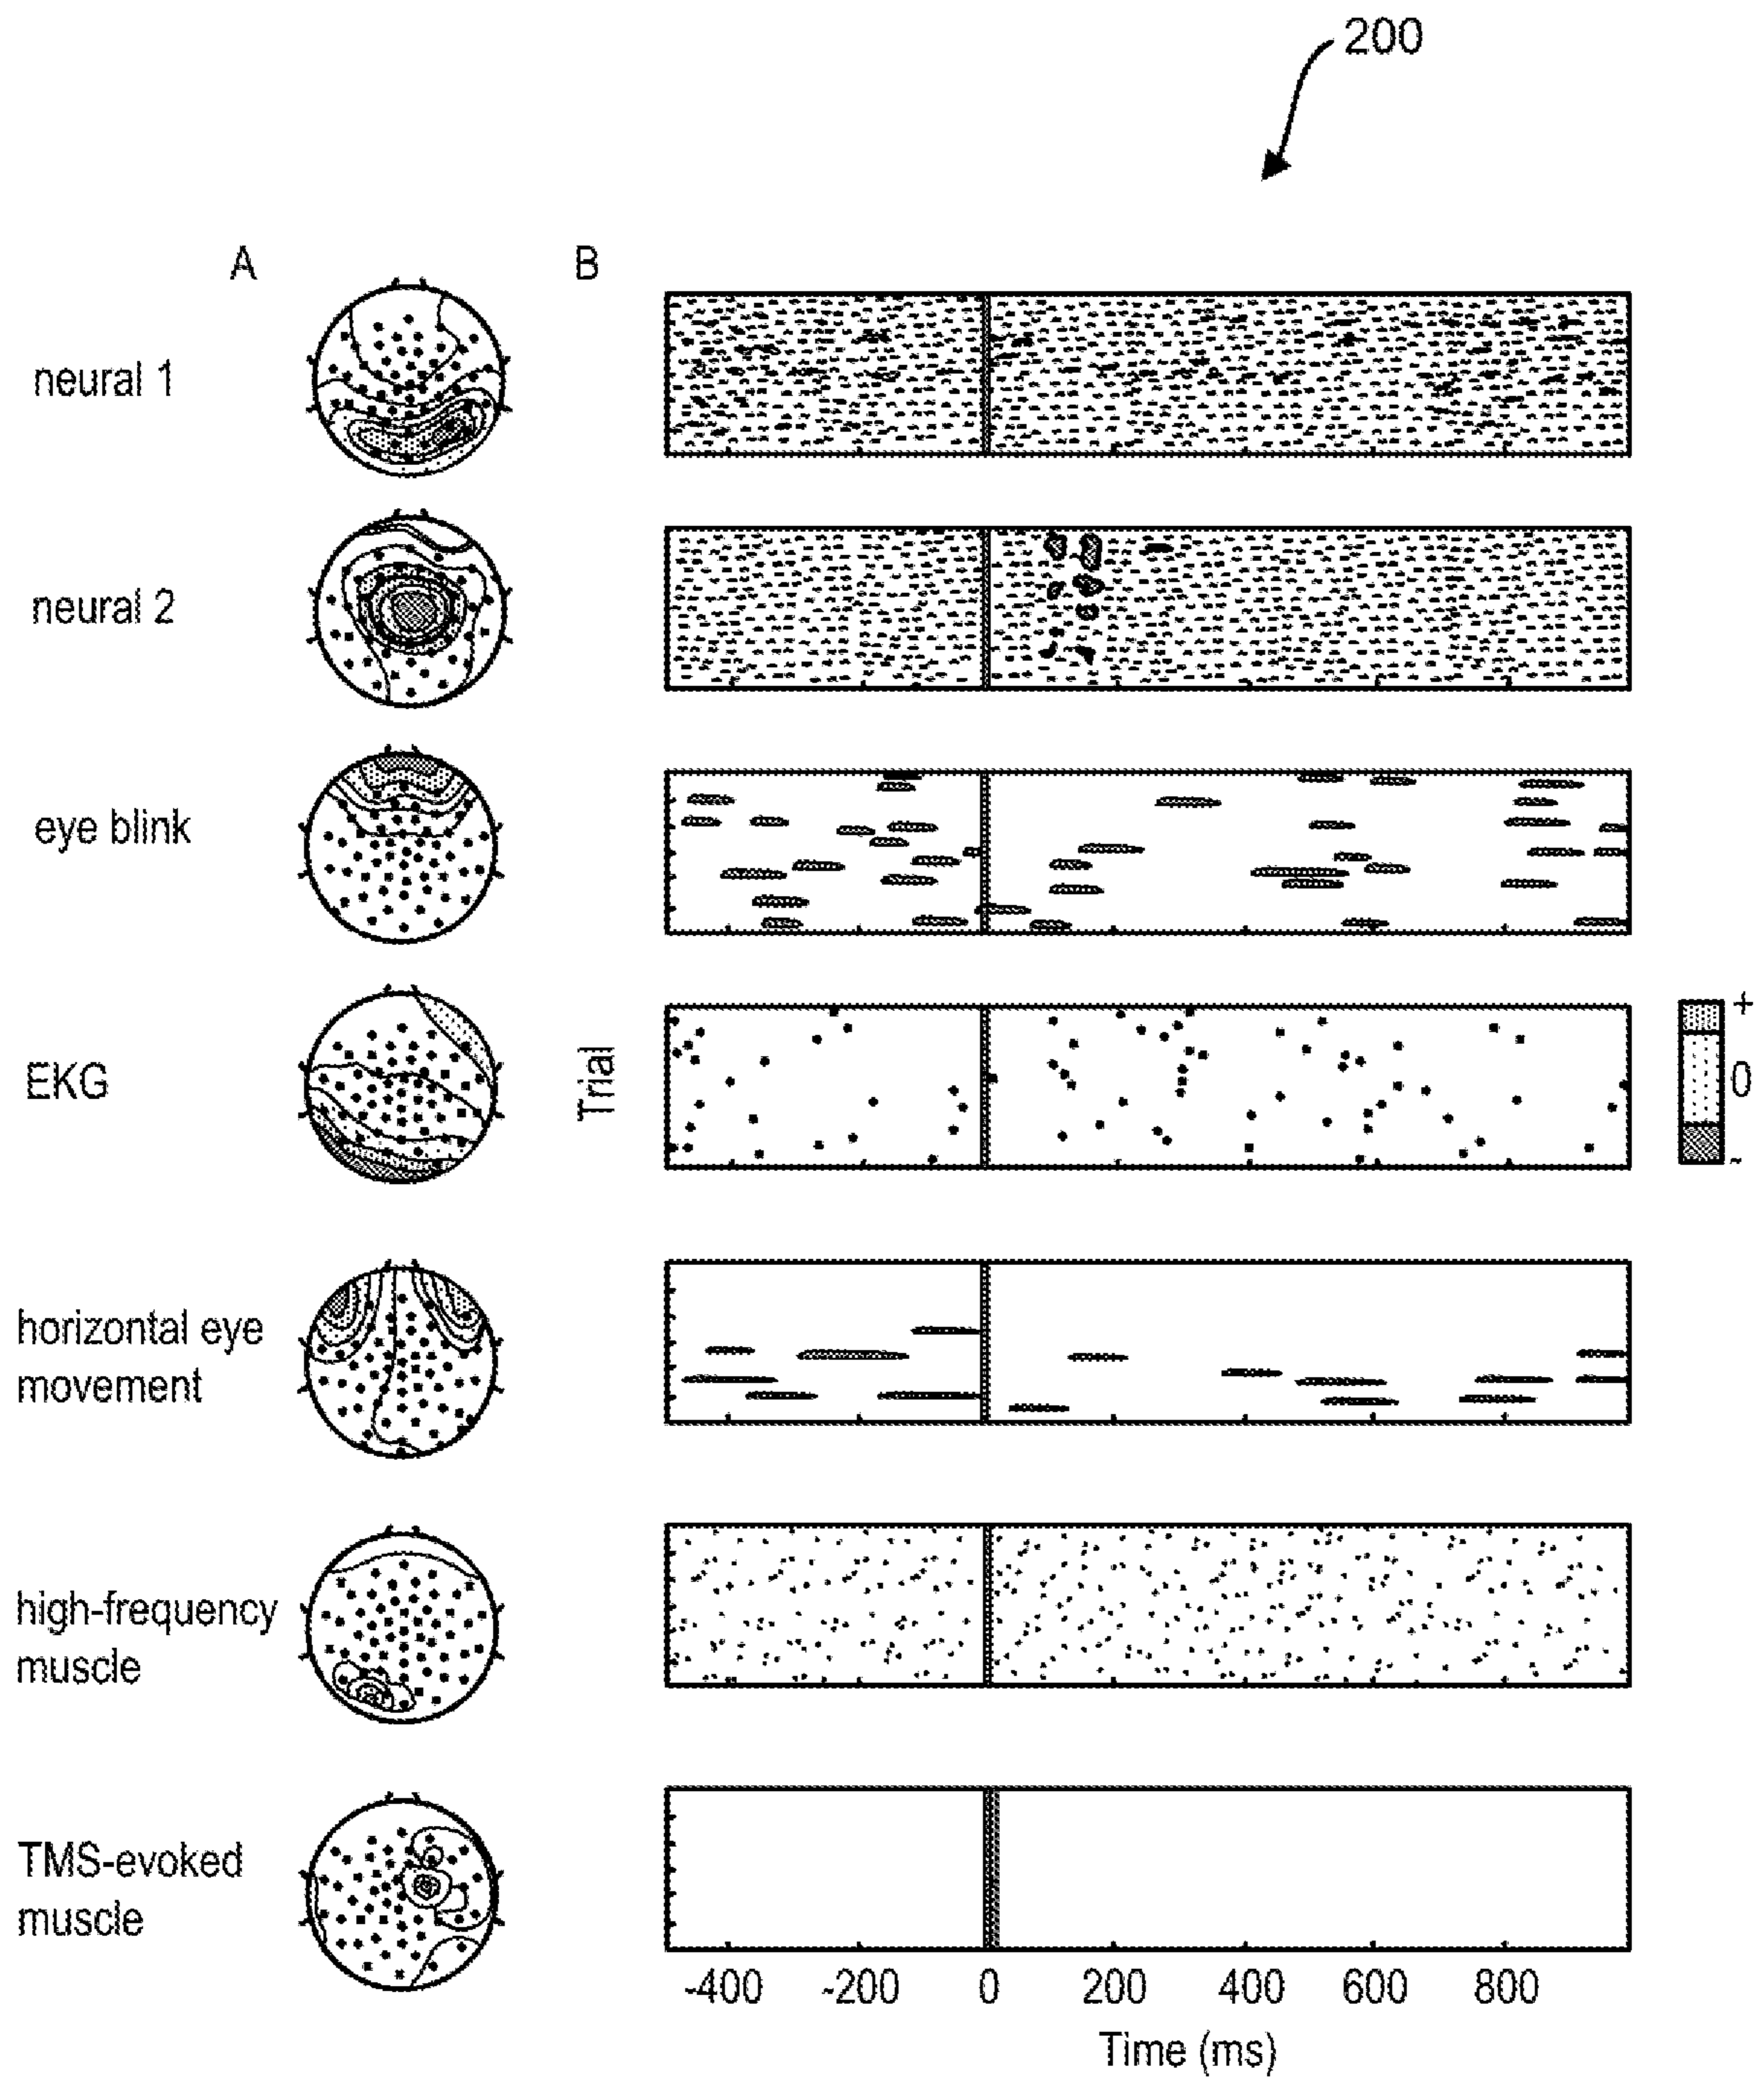 200
A B
neural 1
neural 2
eye blink
EKG
Trial
+
0
-
horizontal eye
movement
high-frequency
muscle
TMS-evoked
muscle
-400 -200 0 200 400 600 800
Time (ms)